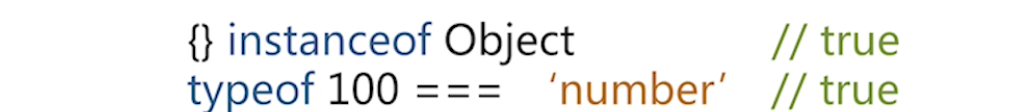 {} instanceof Object // true
typeof 100 === ‘number’ // true